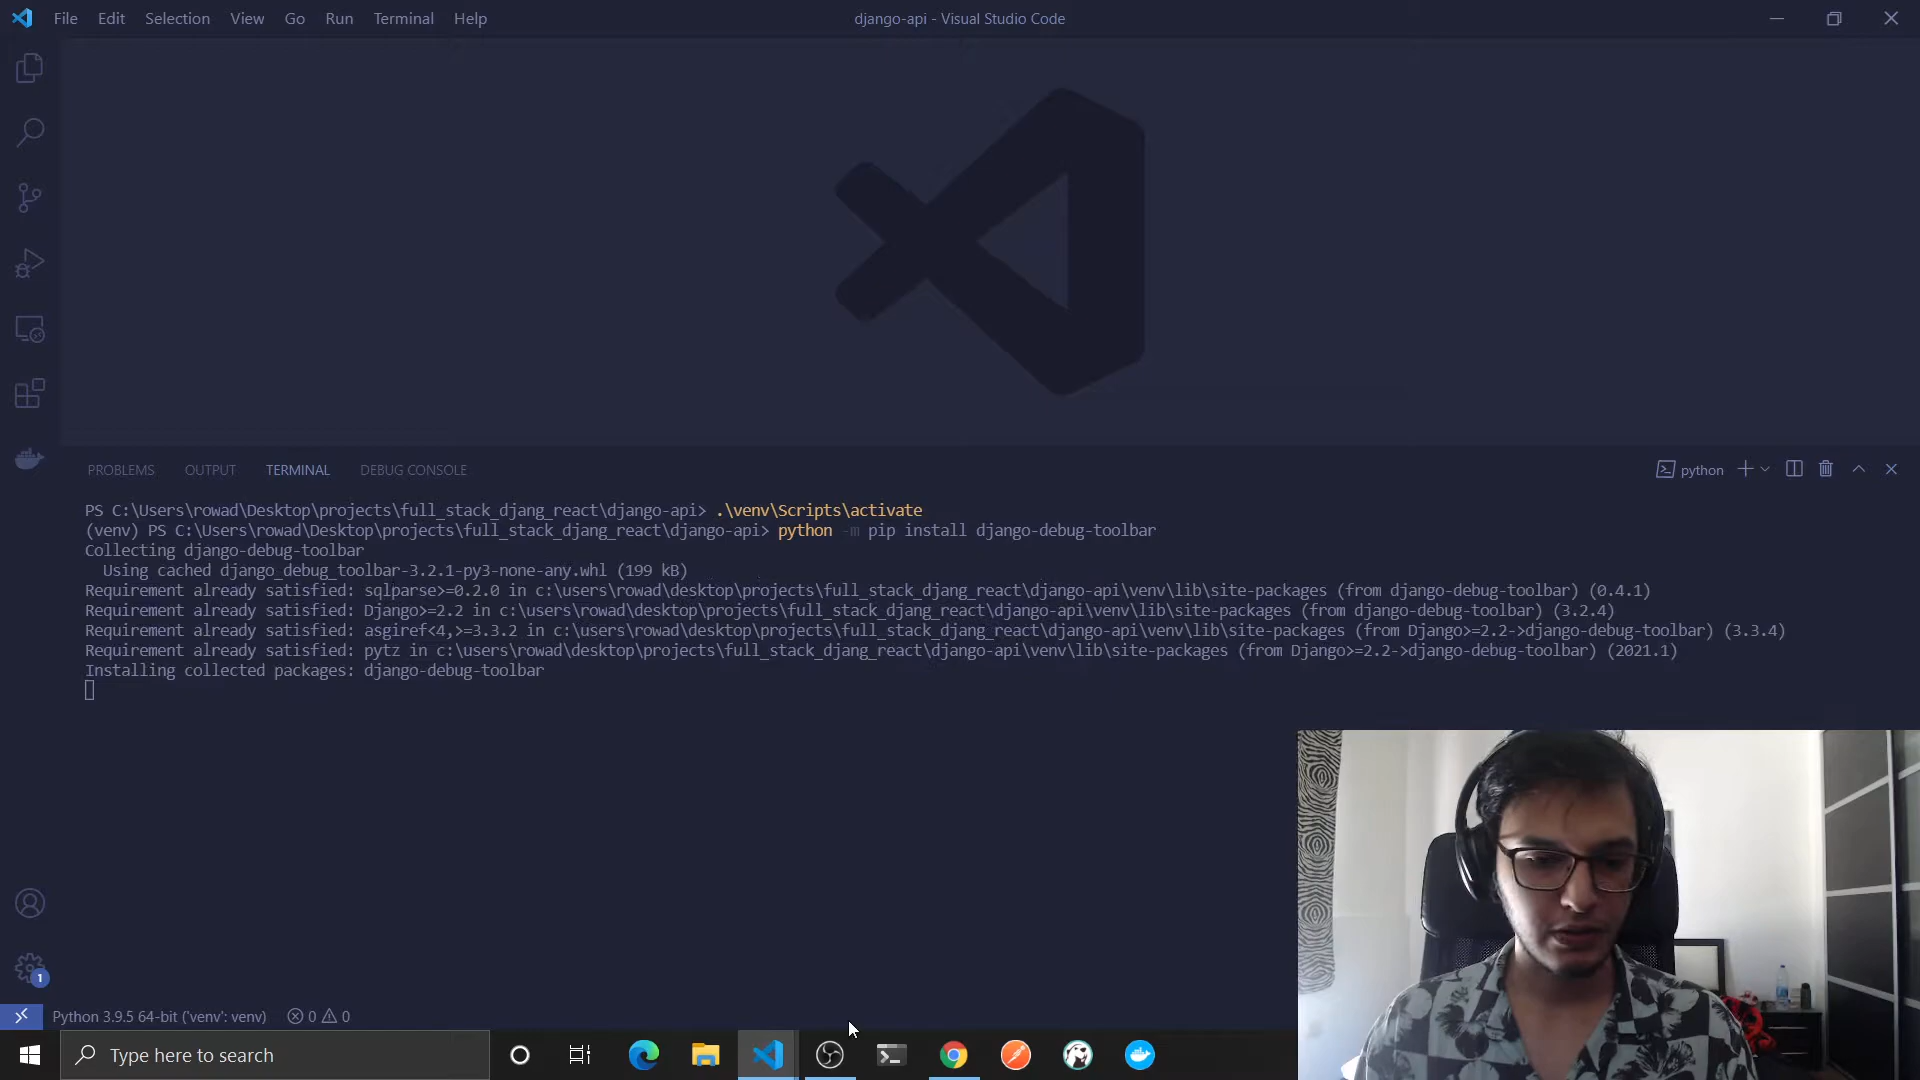 File Edit Selection View Go Run Terminal Help
django-api - Visual Studio Code
PROBLEMS OUTPUT TERMINAL DEBUG CONSOLE
python
PS C:\Users\rowad\Desktop\projects\full_stack_djang_react\django-api> .\venv\Scripts\activate
(venv) PS C:\Users\rowad\Desktop\projects\full_stack_djang_react\django-api> python -m pip install django-debug-toolbar
Collecting django-debug-toolbar
Using cached django_debug_toolbar-3.2.1-py3-none-any.whl (199 kB)
Requirement already satisfied: sqlparse>=0.2.0 in c:\users\rowad\desktop\projects\full_stack_djang_react\django-api\venv\lib\site-packages (from django-debug-toolbar) (0.4.1)
Requirement already satisfied: Django>=2.2 in c:\users\rowad\desktop\projects\full_stack_djang_react\django-api\venv\lib\site-packages (from django-debug-toolbar) (3.2.4)
Requirement already satisfied: asgiref<4,>=3.3.2 in c:\users\rowad\desktop\projects\full_stack_djang_react\django-api\venv\lib\site-packages (from Django>=2.2->django-debug-toolbar) (3.3.4)
Requirement already satisfied: pytz in c:\users\rowad\desktop\projects\full_stack_djang_react\django-api\venv\lib\site-packages (from Django>=2.2->django-debug-toolbar) (2021.1)
Installing collected packages: django-debug-toolbar
1
Python 3.9.5 64-bit ('venv': venv) 0 0
Type here to search